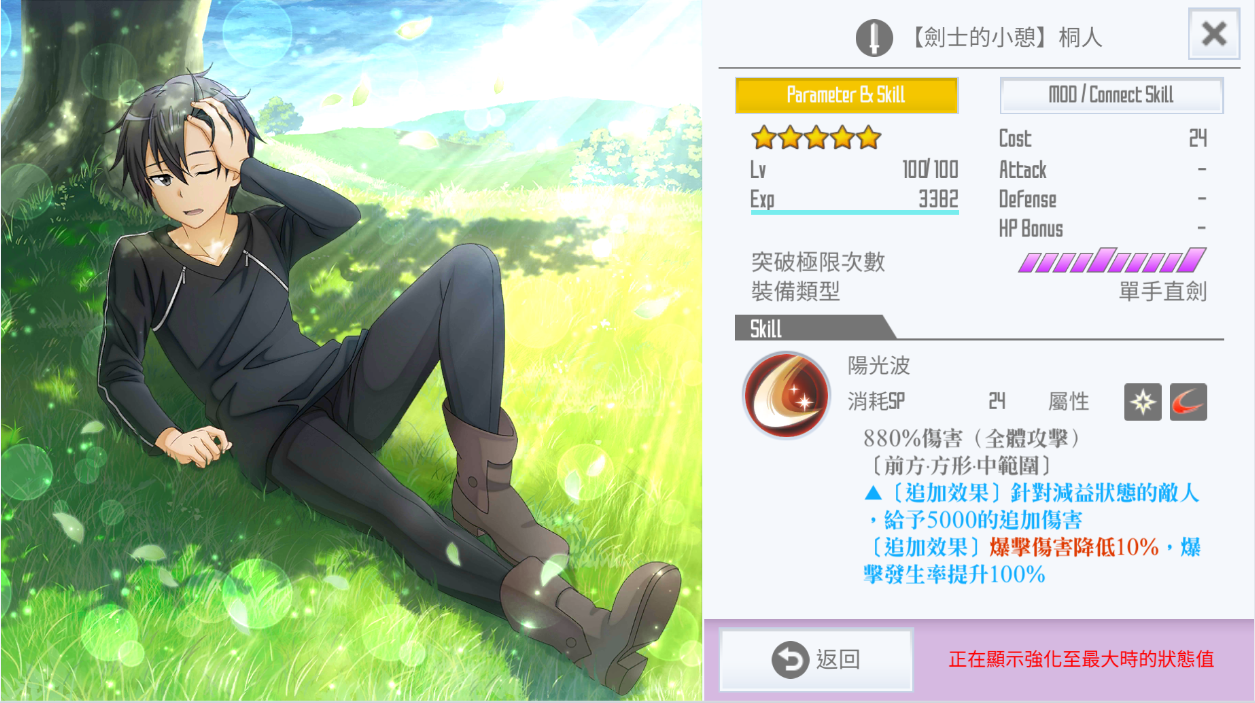 【劍士的小憩】桐人
Parameter & Skill
MOD / Connect Skill
Lv 100/100
Exp 3382
Cost 24
Attack -
Defense -
HP Bonus -
突破極限次數
裝備類型 單手直劍
Skill
陽光波
消耗SP 24 屬性
880%傷害（全體攻擊）
〔前方·方形·中範圍〕
▲〔追加效果〕針對減益狀態的敵人
，給予5000的追加傷害
〔追加效果〕爆擊傷害降低10%，爆
擊發生率提升100%
返回
正在顯示強化至最大時的狀態值